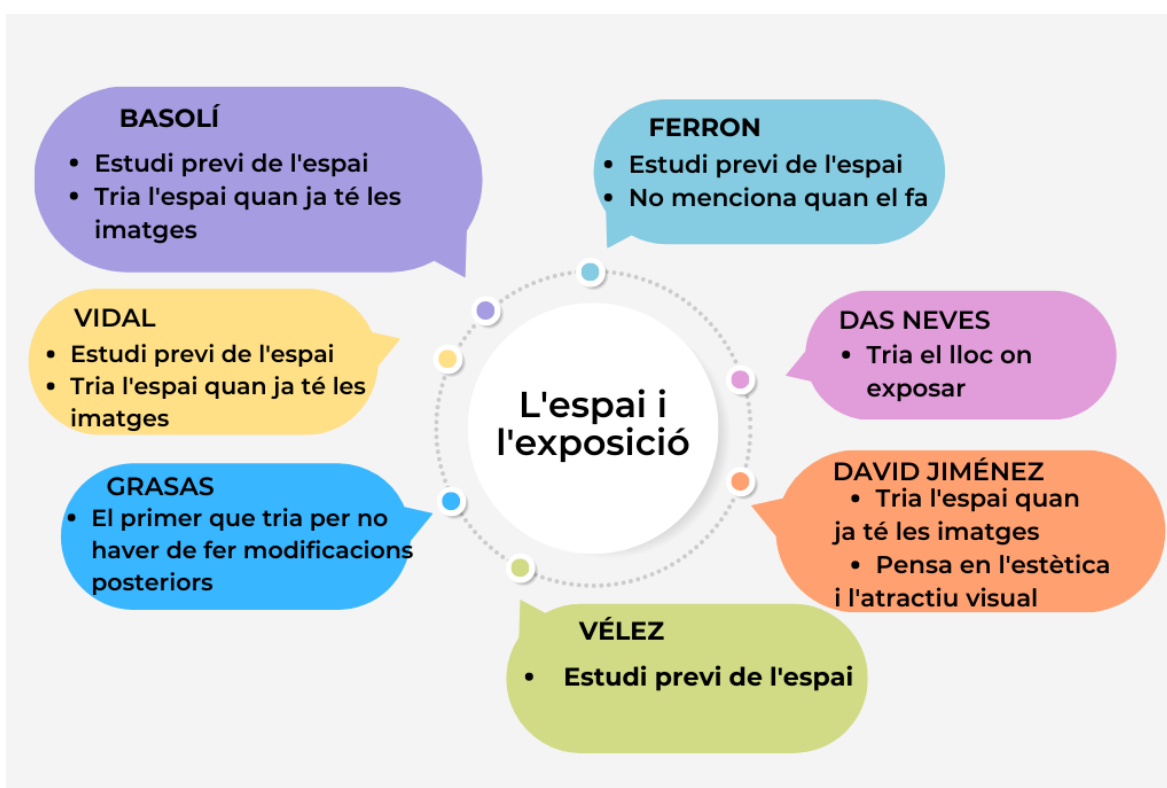 BASOLÍ
• Estudi previ de l'espai
• Tria l'espai quan ja té les
imatges
FERRON
• Estudi previ de l'espai
• No menciona quan el fa
VIDAL
• Estudi previ de l'espai
• Tria l'espai quan ja té les
imatges
DAS NEVES
• Tria el lloc on
exposar
L'espai i
l'exposició
GRASAS
• El primer que tria per no
haver de fer modificacions
posteriors
DAVID JIMÉNEZ
• Tria l'espai quan
ja té les imatges
• Pensa en l'estètica
i l'atractiu visual
VÉLEZ
• Estudi previ de l'espai